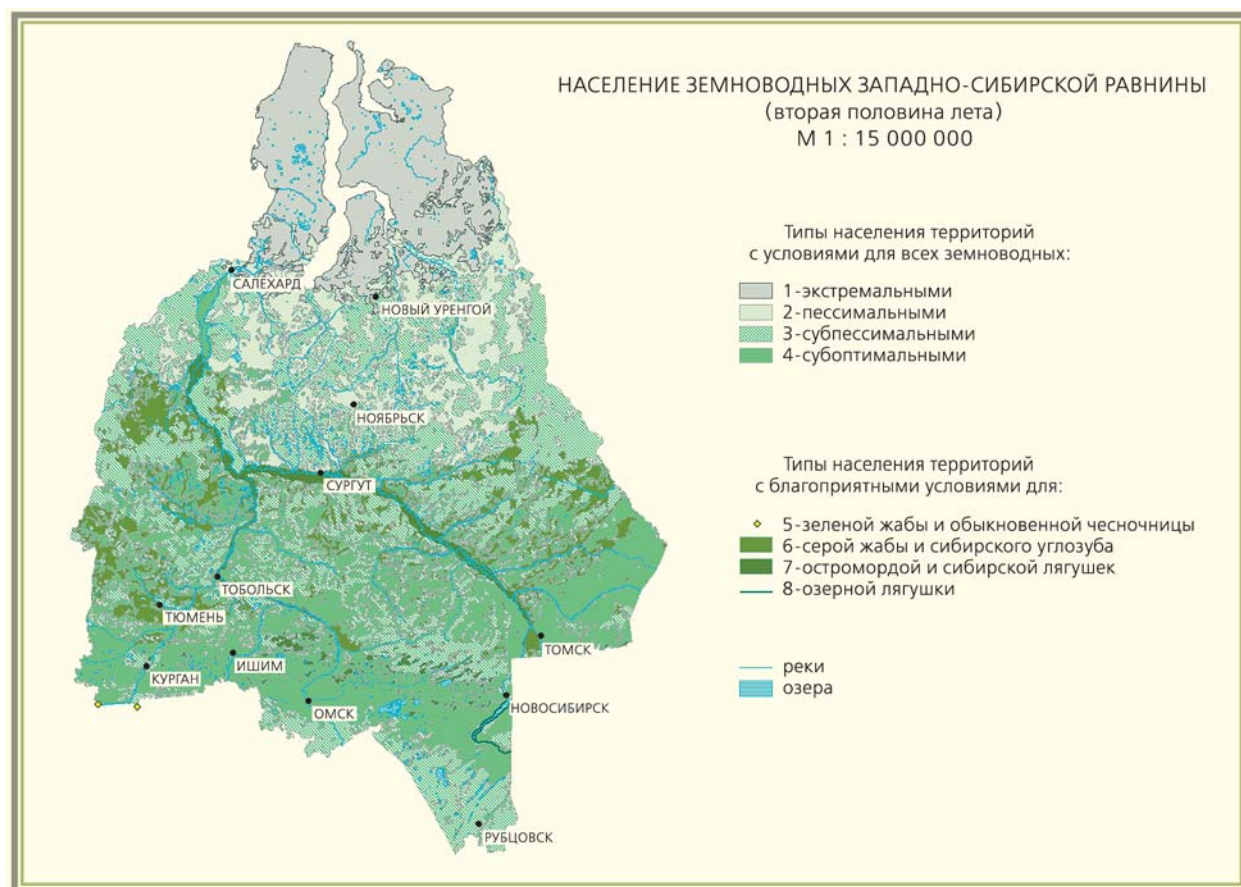 НАСЕЛЕНИЕ ЗЕМНОВОДНЫХ ЗАПАДНО-СИБИРСКОЙ РАВНИНЫ
(вторая половина лета)
М 1 : 15 000 000
Типы населения территорий
с условиями для всех земноводных:
1-экстремальными
2-пессимальными
3-субпессимальными
4-субоптимальными
Типы населения территорий
с благоприятными условиями для:
5-зеленой жабы и обыкновенной чесночницы
6-серой жабы и сибирского углозуба
7-остромордой и сибирской лягушек
8-озерной лягушки
реки
озера
САЛЕХАРД
НОВЫЙ УРЕНГОЙ
НОЯБРЬСК
СУРГУТ
ТОБОЛЬСК
ТЮМЕНЬ
ТОМСК
КУРГАН
ИШИМ
ОМСК
НОВОСИБИРСК
РУБЦОВСК